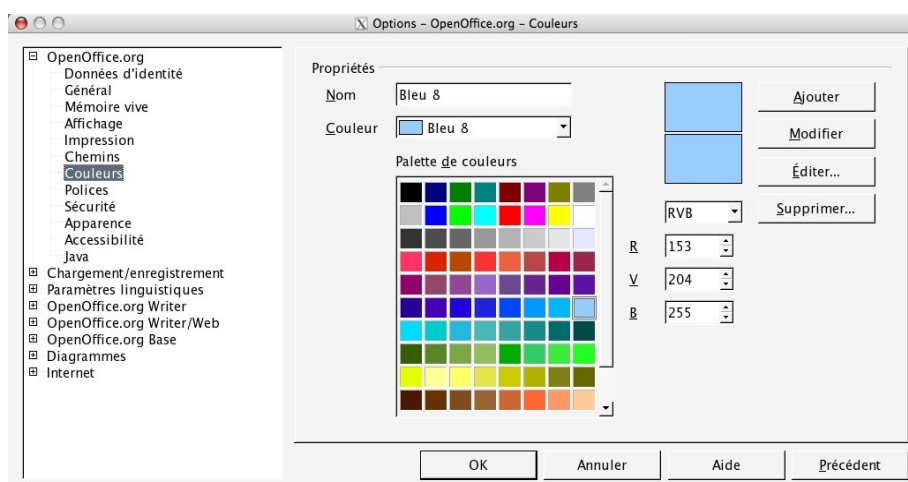 Options – OpenOffice.org – Couleurs
OpenOffice.org
Données d'identité
Général
Mémoire vive
Affichage
Impression
Chemins
Couleurs
Polices
Sécurité
Apparence
Accessibilité
Java
Chargement/enregistrement
Paramètres linguistiques
OpenOffice.org Writer
OpenOffice.org Writer/Web
OpenOffice.org Base
Diagrammes
Internet
Propriétés
Nom Bleu 8
Couleur Bleu 8
Palette de couleurs
Ajouter
Modifier
Éditer...
Supprimer...
RVB
R 153
V 204
B 255
OK Annuler Aide Précédent